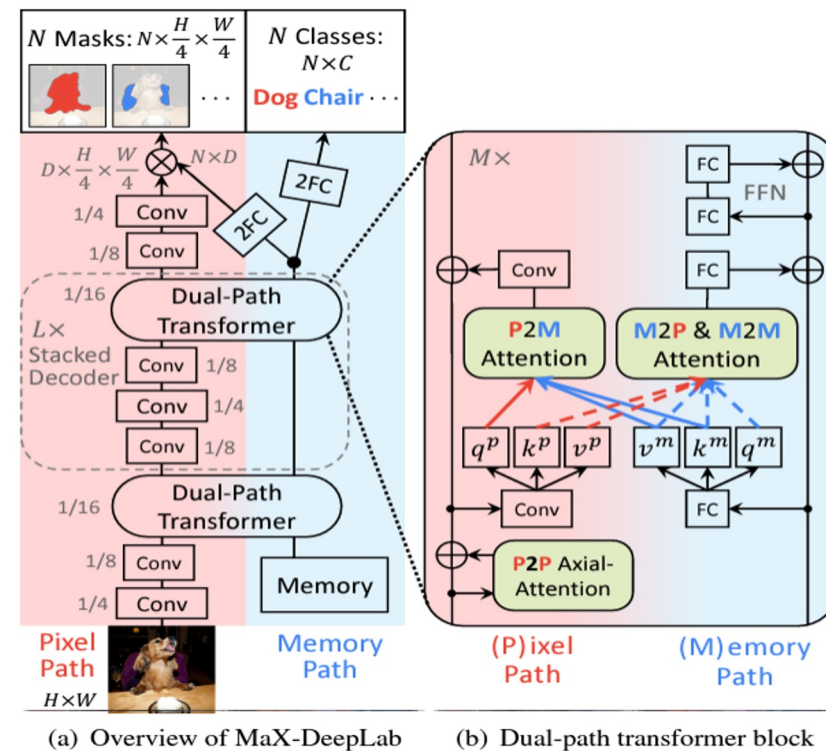 N Masks: N × H/4 × W/4
N Classes:
N×C
Dog Chair ···
···
D × H/4 × W/4
N×D
2FC
2FC
1/4
Conv
1/8
Conv
1/16
Dual-Path
Transformer
L×
Stacked
Decoder
Conv
1/8
Conv
1/4
Conv
1/8
Dual-Path
Transformer
1/16
1/8
Conv
Memory
1/4
Conv
Pixel
Path
H×W
Memory
Path
(a) Overview of MaX-DeepLab
M×
FC
FFN
FC
Conv
FC
P2M
Attention
M2P & M2M
Attention
q^p k^p v^p v^m k^m q^m
Conv
FC
P2P Axial-
Attention
(P)ixel
Path
(M)emory
Path
(b) Dual-path transformer block